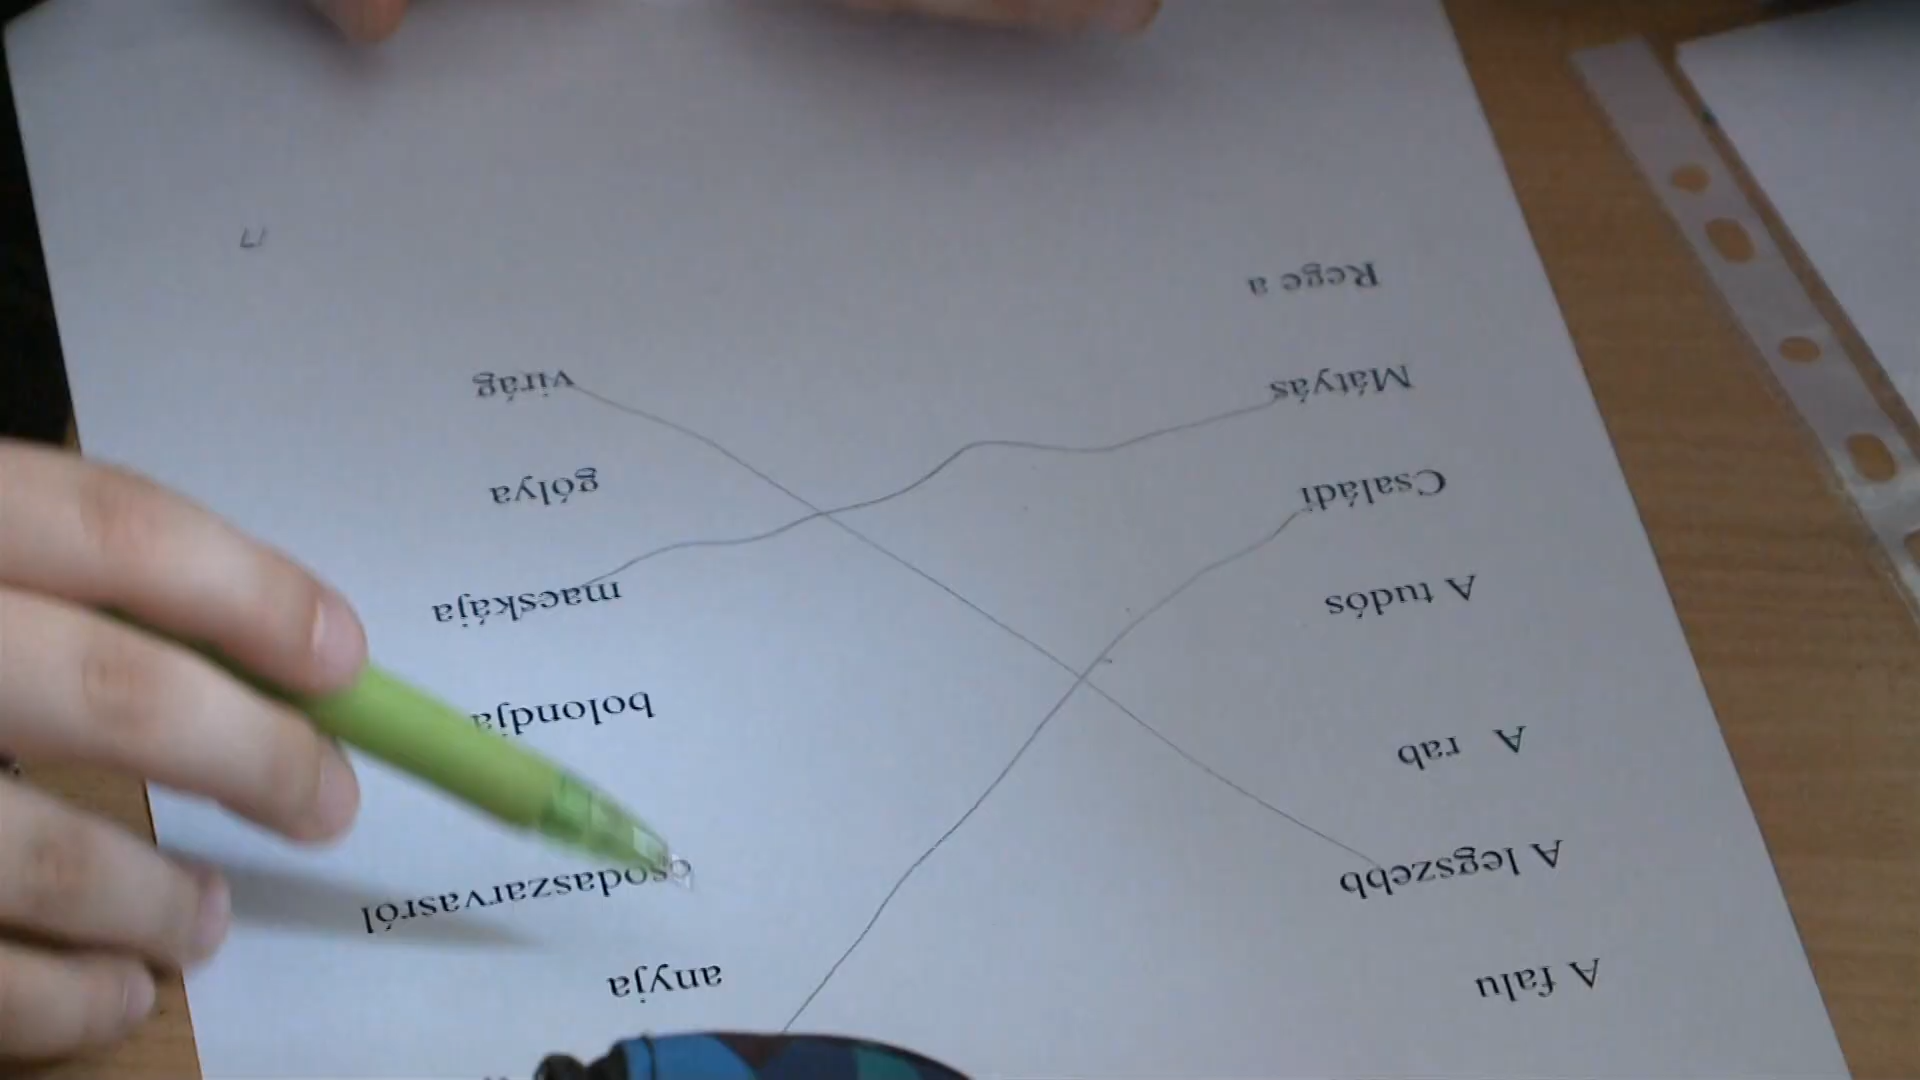 A falu anyja
A legszebb csodaszarvasról
A rab bolondja
A tudós macskája
Családi gólya
Mátyás virág
Rege a